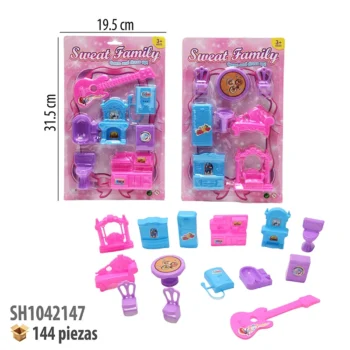 19.5 cm
31.5 cm
Sweat Family
3+
Sweat Family
3+
SH1042147
144 piezas